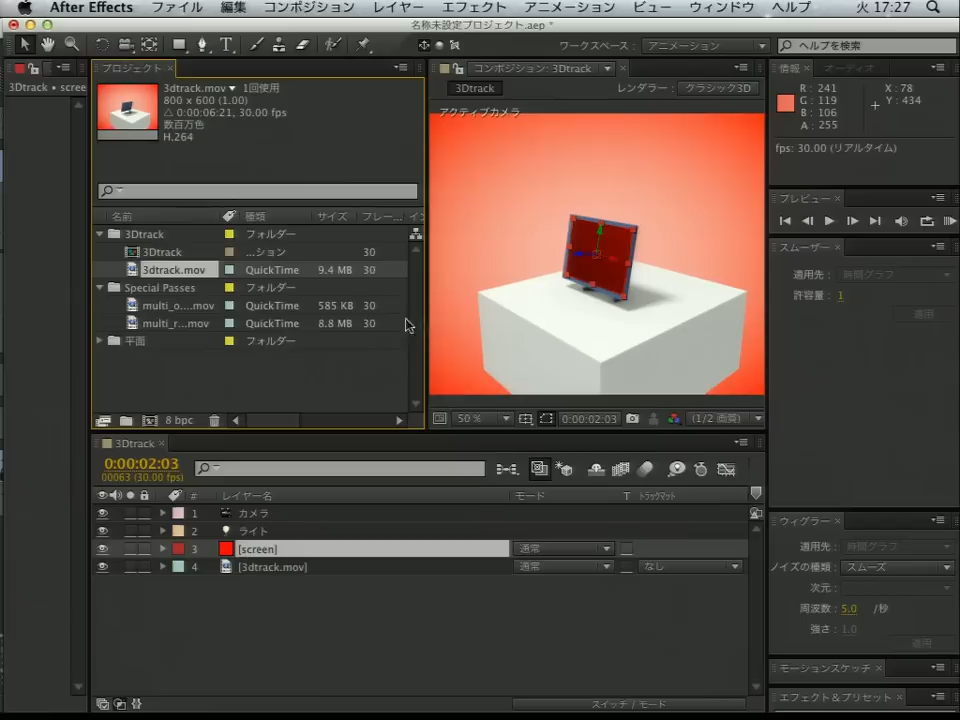 After Effects ファイル 編集 コンポジション レイヤー エフェクト アニメーション ビュー ウィンドウ ヘルプ 火 17:27
名称未設定プロジェクト.aep *
ワークスペース： アニメーション ヘルプを検索
プロジェクト × コンポジション：3Dtrack × 情報 × オーディオ
3Dtrack • scree
3dtrack.mov ▼ 1回使用
800 x 600 (1.00)
△ 0:00:06:21, 30.00 fps
数百万色
H.264
3Dtrack
レンダラー： クラシック3D
アクティブカメラ
R : 241
G : 119
B : 106
A : 255
X : 78
Y : 434
fps: 30.00 (リアルタイム)
プレビュー ×
名前 種類 サイズ フレー... イン
3Dtrack フォルダー
3Dtrack ...ション 30
3dtrack.mov QuickTime 9.4 MB 30
Special Passes フォルダー
multi_o....mov QuickTime 585 KB 30
multi_r...mov QuickTime 8.8 MB 30
平面 フォルダー
8 bpc
50 % 0:00:02:03 (1/2 画質)
スムーザー ×
適用先： 時間グラフ
許容量： 1
適用
3Dtrack ×
0:00:02:03
00063 (30.00 fps)
# レイヤー名 モード T トラックマット
1 カメラ
2 ライト
3 [screen] 通常
4 [3dtrack.mov] 通常 なし
スイッチ / モード
ウィグラー ×
適用先： 時間グラフ
ノイズの種類： スムーズ
次元：
周波数： 5.0 /秒
強さ： 1.0
適用
モーションスケッチ ×
エフェクト＆プリセット ×